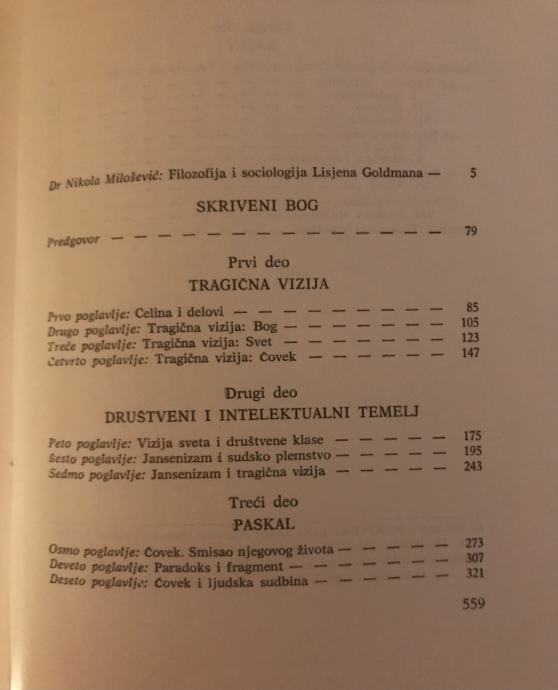 Dr Nikola Milošević: Filozofija i sociologija Lisjena Goldmana — 5
SKRIVENI BOG
Predgovor — — — — — — — — — — — — — — 79
Prvi deo
TRAGIČNA VIZIJA
Prvo poglavlje: Celina i delovi — — — — — — — — — 85
Drugo poglavlje: Tragična vizija: Bog — — — — — — — 105
Treće poglavlje: Tragična vizija: Svet — — — — — — — 123
Četvrto poglavlje: Tragična vizija: Čovek — — — — — — 147
Drugi deo
DRUŠTVENI I INTELEKTUALNI TEMELJ
Peto poglavlje: Vizija sveta i društvene klase — — — — — 175
Šesto poglavlje: Jansenizam i sudsko plemstvo — — — — — 195
Sedmo poglavlje: Jansenizam i tragična vizija — — — — — 243
Treći deo
PASKAL
Osmo poglavlje: Čovek. Smisao njegovog života — — — — — 273
Deveto poglavlje: Paradoks i fragment — — — — — — — 307
Deseto poglavlje: Čovek i ljudska sudbina — — — — — — 321
559